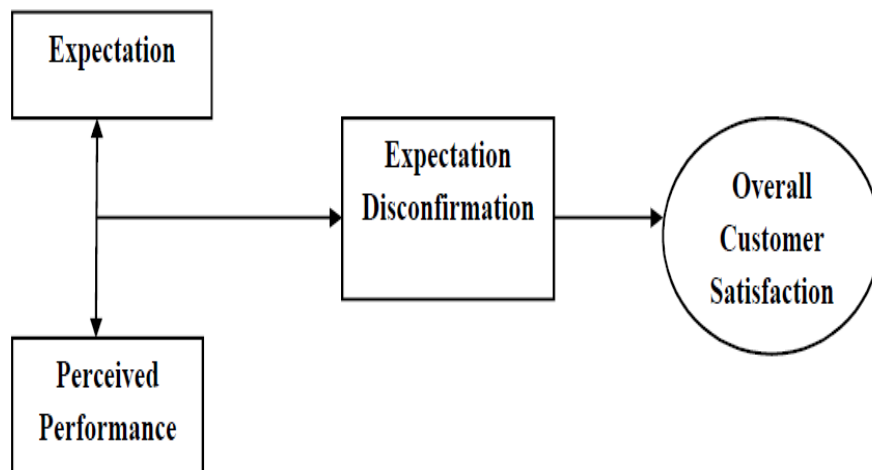 Expectation
Expectation
Disconfirmation
Overall
Customer
Satisfaction
Perceived
Performance